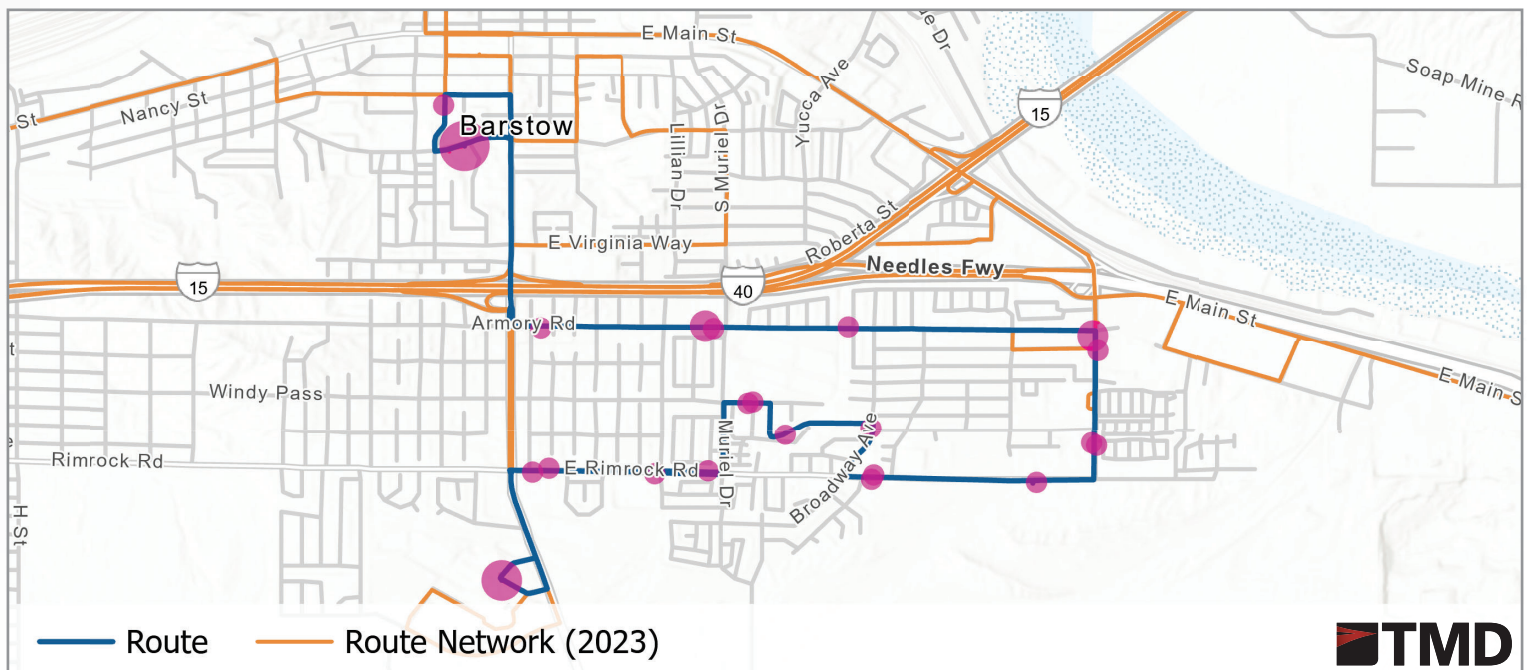 E Main St
de Dr
Yucca Ave
15
Soap Mine R
Nancy St
St
Barstow
Lillian Dr
S Muriel Dr
Roberta St
E Virginia Way
Needles Fwy
15
40
E Main St
Armory Rd
t
Windy Pass
E Main S
e
Rimrock Rd
E Rimrock Rd
Muriel Dr
Broadway Ave
H St
Route
Route Network (2023)
TMD